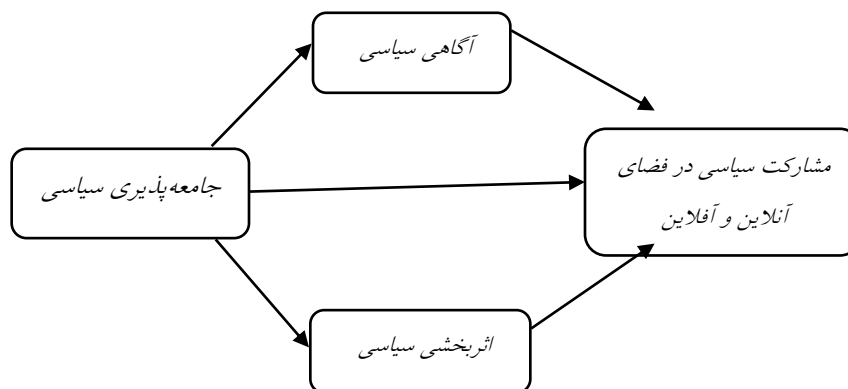 آگاهی سیاسی
جامعه‌پذیری سیاسی
مشارکت سیاسی در فضای
آنلاین و آفلاین
اثربخشی سیاسی